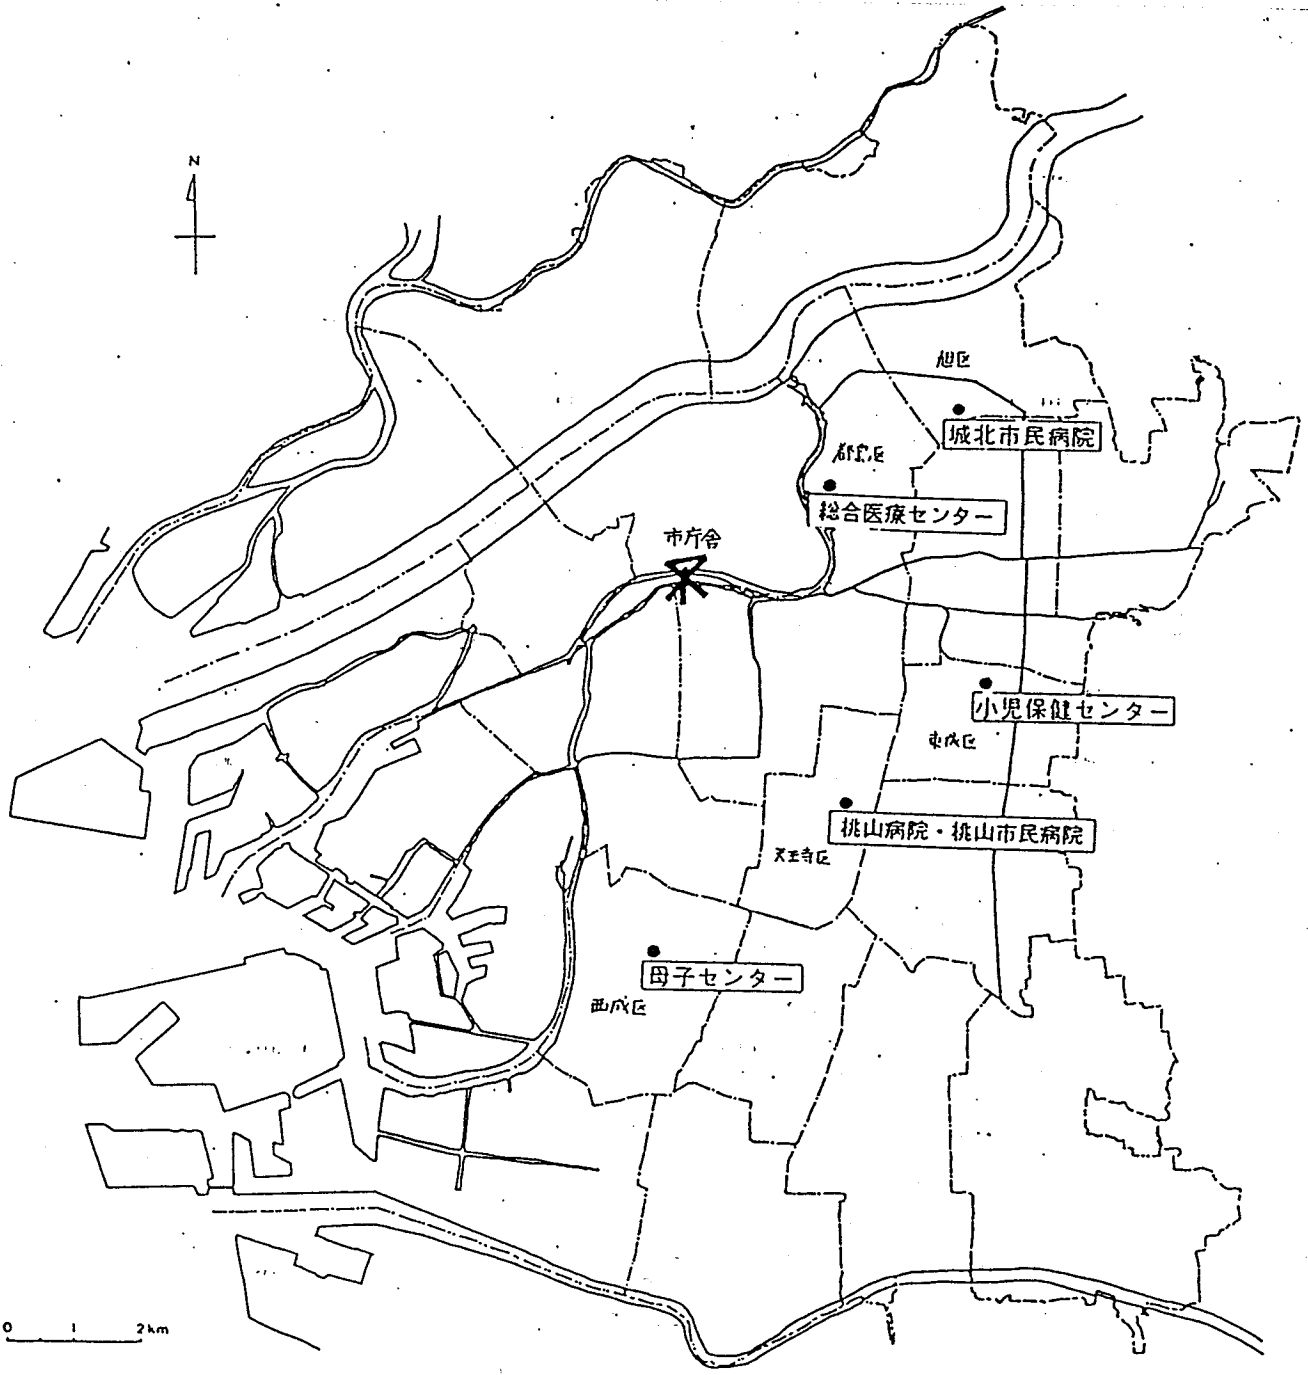 N
旭区
城北市民病院
都島区
総合医療センター
市庁舎
小児保健センター
東成区
桃山病院・桃山市民病院
天王寺区
母子センター
西成区
0 1 2km